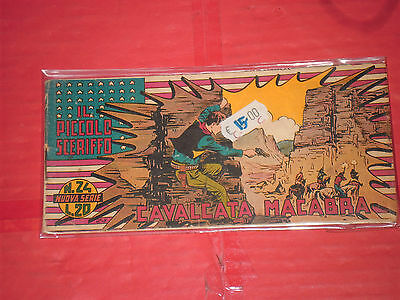 IL
PICCOLO
SCERIFFO
€ 15,00
N.24
NUOVA SERIE
L.20
CAVALCATA MACABRA